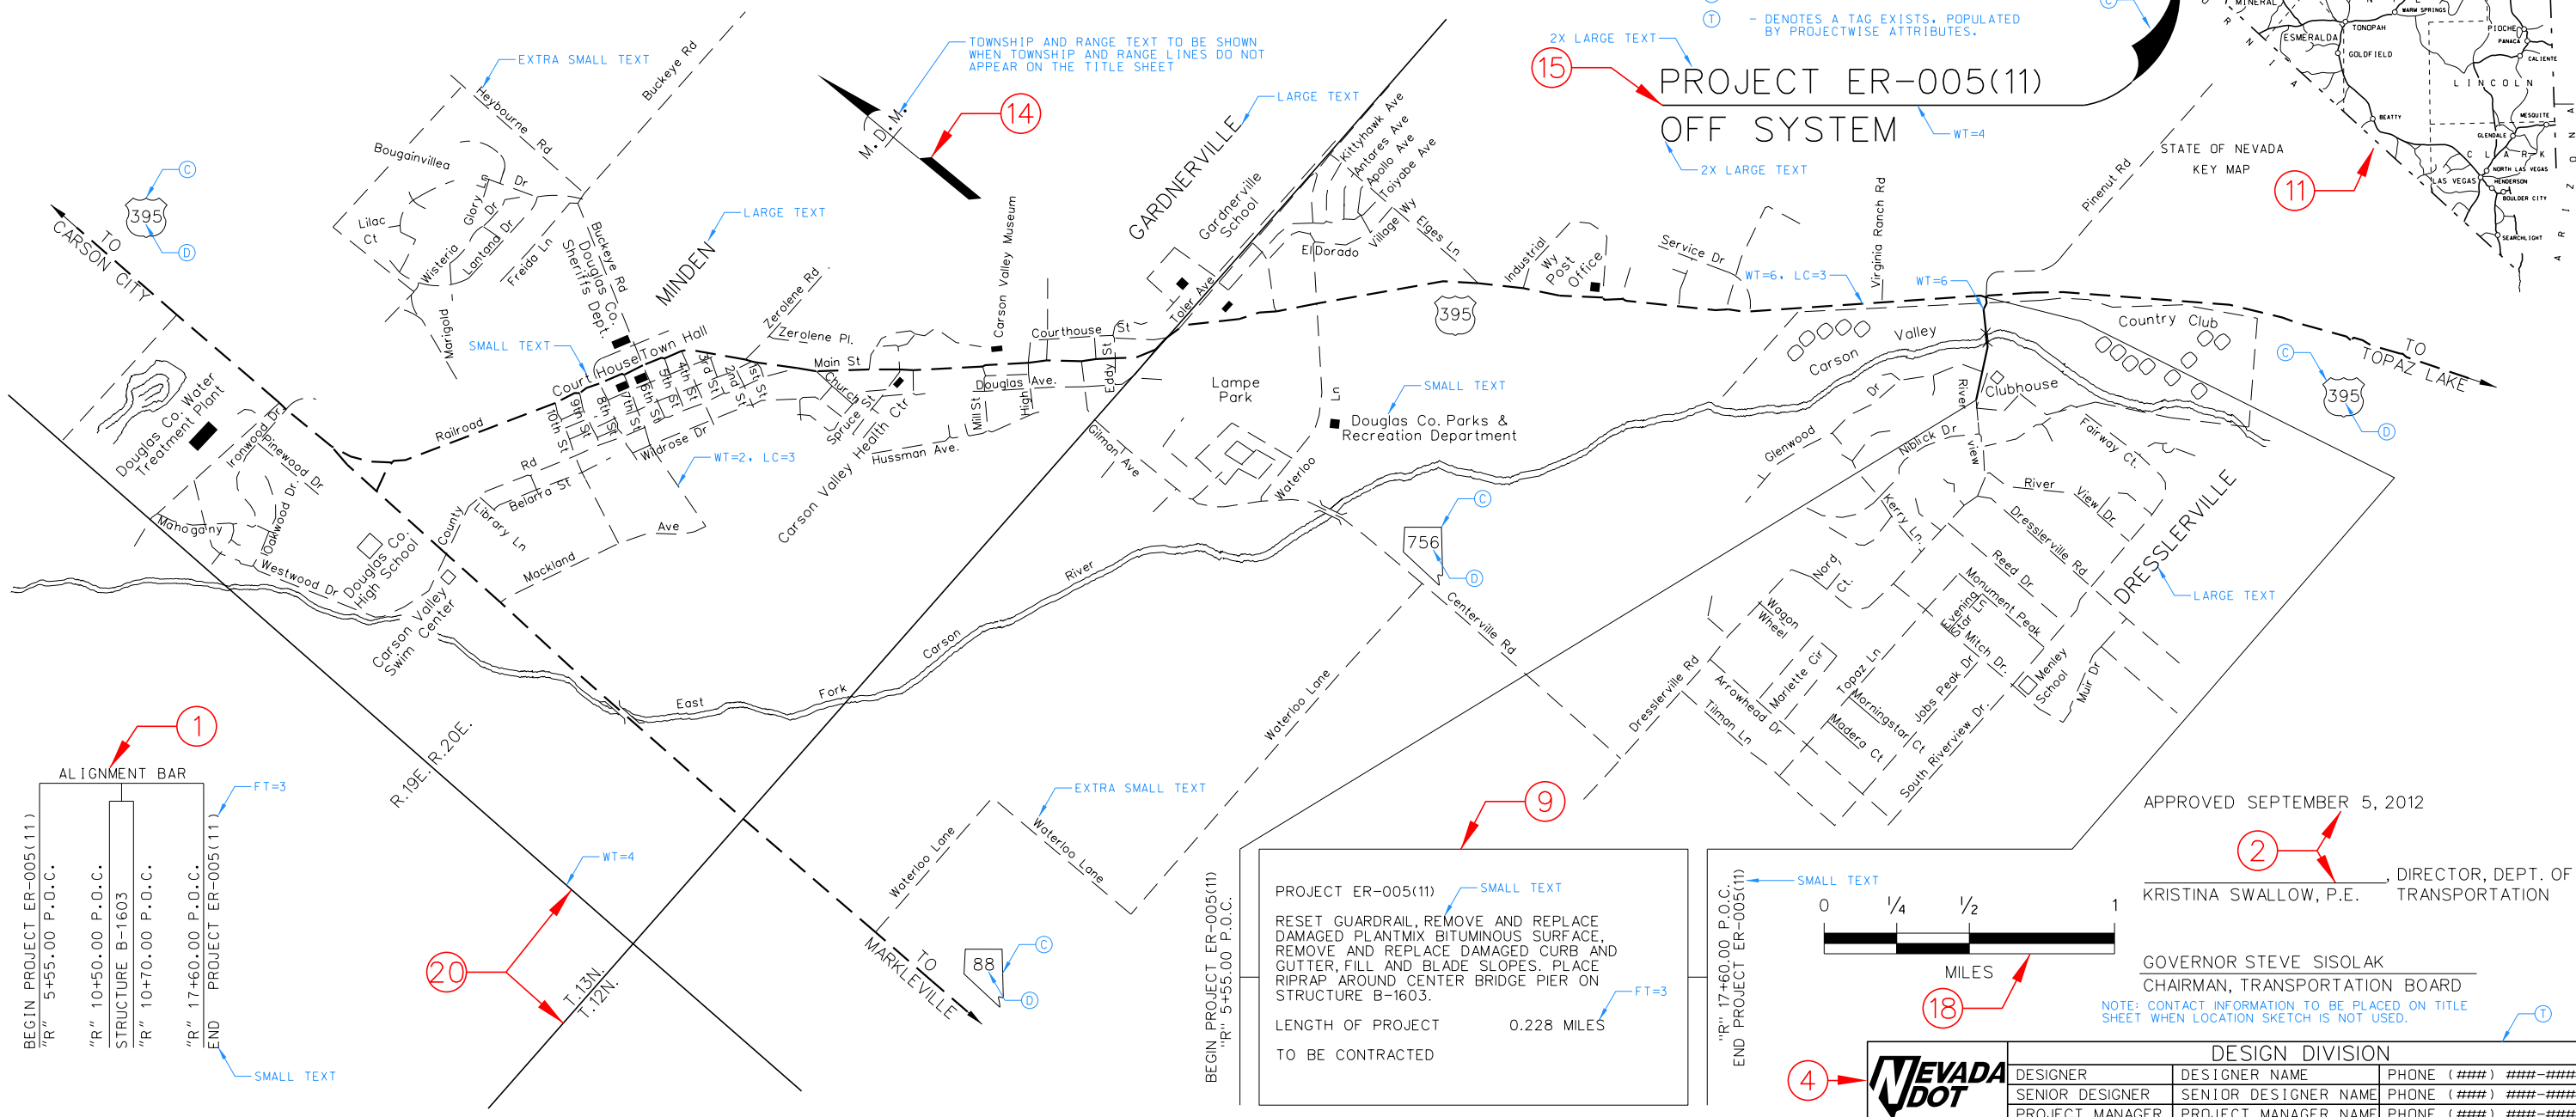 EXTRA SMALL TEXT
TOWNSHIP AND RANGE TEXT TO BE SHOWN
WHEN TOWNSHIP AND RANGE LINES DO NOT
APPEAR ON THE TITLE SHEET
14
M.D.M.
LARGE TEXT
T - DENOTES A TAG EXISTS, POPULATED
BY PROJECTWISE ATTRIBUTES.
2X LARGE TEXT
15
PROJECT ER-005(11)
OFF SYSTEM
WT=4
2X LARGE TEXT
C
MINERAL
WARM SPRINGS
TONOPAH
ESMERALDA
GOLDFIELD
PIOCHE
PANACA
CALIENTE
LINCOLN
BEATTY
MESQUITE
GLENDALE
CLARK
NORTH LAS VEGAS
LAS VEGAS
HENDERSON
BOULDER CITY
SEARCHLIGHT
ARIZONA
STATE OF NEVADA
KEY MAP
11
C
395
D
TO
CARSON CITY
Buckeye Rd
Heybourne Rd
Bougainvillea
Dr
Glory Ln
Lilac
Ct
Wisteria
Dr
Lantana Dr
Freida Ln
Marigold
Buckeye Rd
Douglas Co.
Sheriffs Dept.
MINDEN
LARGE TEXT
Zerolene Rd
Zerolene Pl.
Carson Valley Museum
GARDNERVILLE
Gardnerville
School
Toler Ave
Kittyhawk Ave
Antares Ave
Apollo Ave
Toiyabe Ave
Village Wy
Elges Ln
El Dorado
Industrial
Wy
Post
Office
Service Dr
Virginia Ranch Rd
Pinenut Rd
WT=6, LC=3
WT=6
395
SMALL TEXT
Court House
Town Hall
Railroad
10th St
9th St
8th St
7th St
6th St
5th St
4th St
3rd St
2nd St
1st St.
Main St
Church St
Spruce
Carson Valley Health Ctr
Hussman Ave.
Mill St
High
Douglas Ave.
Courthouse St
Eddy St
Gilman Ave
Lampe
Park
Waterloo
Ln
SMALL TEXT
Douglas Co. Parks &
Recreation Department
Carson Valley
Country Club
Clubhouse
TO
TOPAZ LAKE
C
395
D
Douglas Co. Water
Treatment Plant
Ironwood Dr
Pinewood Dr
Oakwood Dr.
Mahogany
Westwood Dr
Douglas Co.
High School
Carson Valley
Swim Center
County
Rd
Library Ln
Belarra St
Wildrose Dr
WT=2, LC=3
Mackland Ave
East Fork Carson River
C
756
D
Centerville Rd
Glenwood Dr
Niblick Dr
River View
Fairway Ct.
River View Dr
Kerry Ln.
Dresslerville Rd
Reed Dr.
Monument Peak
DRESSLERVILLE
LARGE TEXT
Nord
Ct.
Wagon
Wheel
Evening
Star Ln
Mitch Dr.
Menley
School
Muir Dr
Jobs Peak Dr
Topaz Ln
Morningstar Ct
Madera Ct
Marlette Cir
Arrowhead Dr
Tilman Ln
Dresslerville Rd
South Riverview Dr.
Waterloo Lane
EXTRA SMALL TEXT
Waterloo Lane
Waterloo Lane
1
ALIGNMENT BAR
FT=3
BEGIN PROJECT ER-005(11)
"R" 5+55.00 P.O.C.
"R" 10+50.00 P.O.C.
STRUCTURE B-1603
"R" 10+70.00 P.O.C.
"R" 17+60.00 P.O.C.
END PROJECT ER-005(11)
SMALL TEXT
R.19E. R.20E.
WT=4
20
T.13N.
T.12N.
TO
MARKLEVILLE
C
88
D
9
BEGIN PROJECT ER-005(11)
"R" 5+55.00 P.O.C.
PROJECT ER-005(11)
SMALL TEXT
RESET GUARDRAIL, REMOVE AND REPLACE
DAMAGED PLANTMIX BITUMINOUS SURFACE,
REMOVE AND REPLACE DAMAGED CURB AND
GUTTER, FILL AND BLADE SLOPES. PLACE
RIPRAP AROUND CENTER BRIDGE PIER ON
STRUCTURE B-1603.
FT=3
LENGTH OF PROJECT 0.228 MILES
TO BE CONTRACTED
"R" 17+60.00 P.O.C.
END PROJECT ER-005(11)
SMALL TEXT
0 1/4 1/2 1
MILES
18
APPROVED SEPTEMBER 5, 2012
2
, DIRECTOR, DEPT. OF
KRISTINA SWALLOW, P.E. TRANSPORTATION
GOVERNOR STEVE SISOLAK
CHAIRMAN, TRANSPORTATION BOARD
NOTE: CONTACT INFORMATION TO BE PLACED ON TITLE
SHEET WHEN LOCATION SKETCH IS NOT USED.
T
4
NEVADA
DOT
DESIGN DIVISION
DESIGNER DESIGNER NAME PHONE (###) ###-###
SENIOR DESIGNER SENIOR DESIGNER NAME PHONE (###) ###-###
PROJECT MANAGER PROJECT MANAGER NAME PHONE (###) ###-###